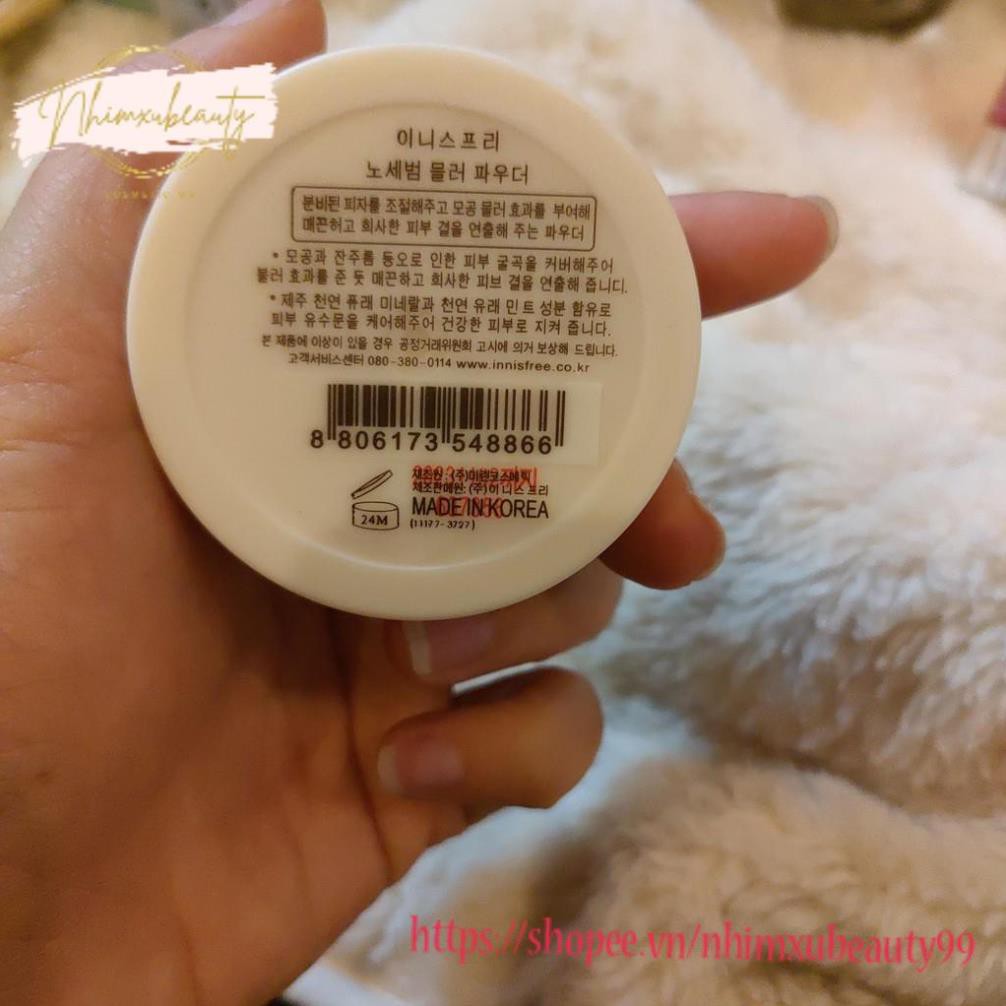 Nhimxubeauty
이니스프리
노세범 믈러 파우더
분비된 피자를 조절해주고 모공 믈러 효과를 부여해
매끈하고 희사한 피부 결을 연출해 주는 파우더
* 모공과 잔주름 등오로 인한 피부 굴곡을 커버해주어
블러 효과를 준 듯 매끈하고 희사한 피브 결을 연출해 줍니다.
* 제주 천연 퓨래 미네랄과 천연 유래 민트 성분 함유로
피부 유수문을 케어해주어 건강한 피부로 지켜 줍니다.
본 제품에 이상이 있을 경우 공정거래위원회 고시에 의거 보상해 드립니다.
고객서비스센터 080-380-0114 www.innisfree.co.kr
8 806173 548866
제조판매원: (주)이니스프리
24M
MADE IN KOREA
(11177-3727)
https://shopee.vn/nhimxubeauty99